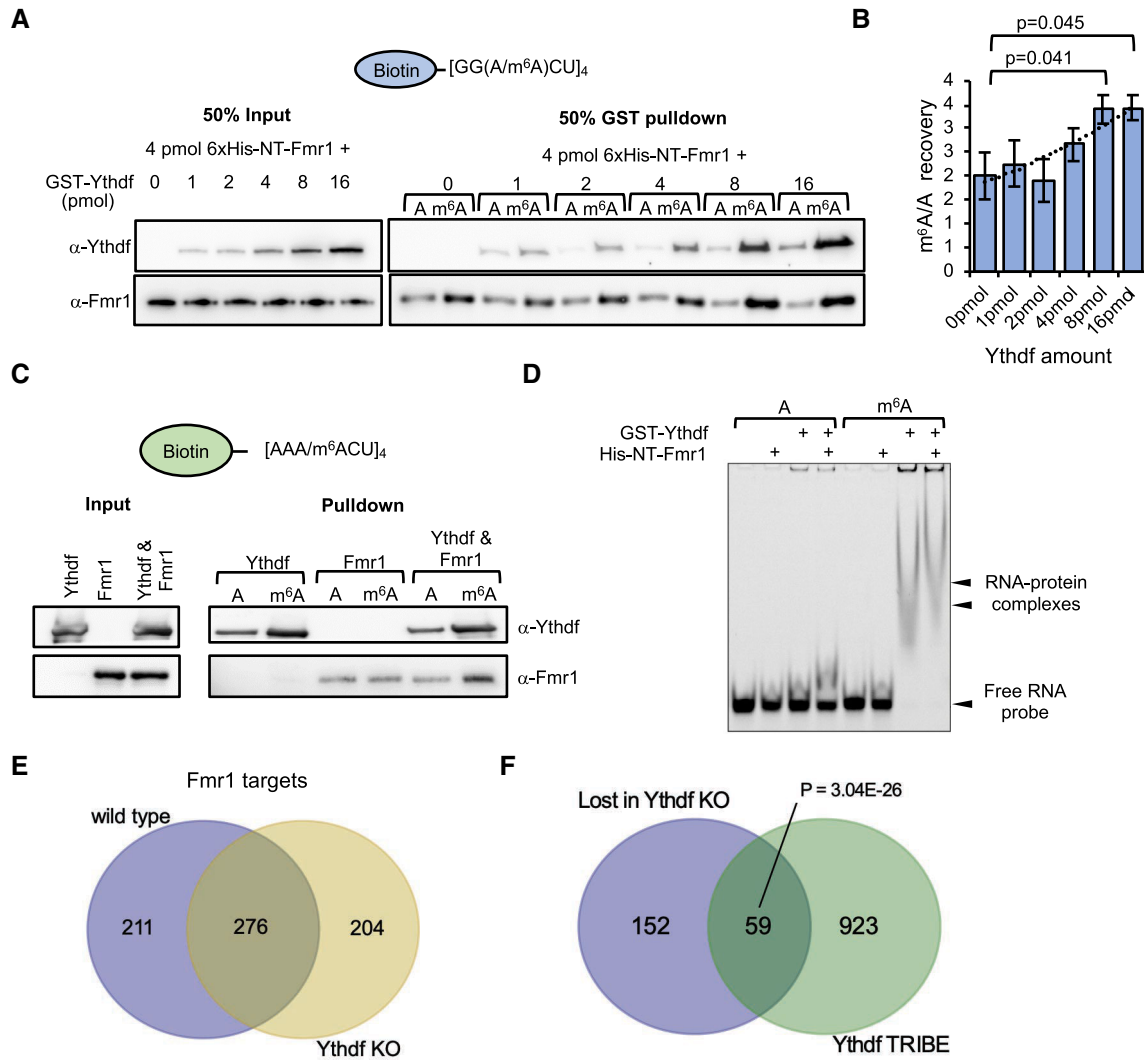 A
Biotin
[GG(A/m⁶A)CU]₄
50% Input
50% GST pulldown
4 pmol 6xHis-NT-Fmr1 +
4 pmol 6xHis-NT-Fmr1 +
GST-Ythdf 0 1 2 4 8 16
(pmol)
0 1 2 4 8 16
A m⁶A A m⁶A A m⁶A A m⁶A A m⁶A A m⁶A
α-Ythdf
α-Fmr1
B
p=0.045
p=0.041
m⁶A/A recovery
4
4
3
3
2
2
1
1
0
0pmol 1pmol 2pmol 4pmol 8pmol 16pmol
Ythdf amount
C
Biotin
[AAA/m⁶ACU]₄
Input
Pulldown
Ythdf
Fmr1
Ythdf &
Fmr1
Ythdf
Fmr1
Ythdf &
Fmr1
A m⁶A A m⁶A A m⁶A
α-Ythdf
α-Fmr1
D
A m⁶A
GST-Ythdf + + + +
His-NT-Fmr1 + + + +
RNA-protein
complexes
Free RNA
probe
E
Fmr1 targets
wild type
211 276 204
Ythdf KO
F
Lost in Ythdf KO
P = 3.04E-26
152 59 923
Ythdf TRIBE